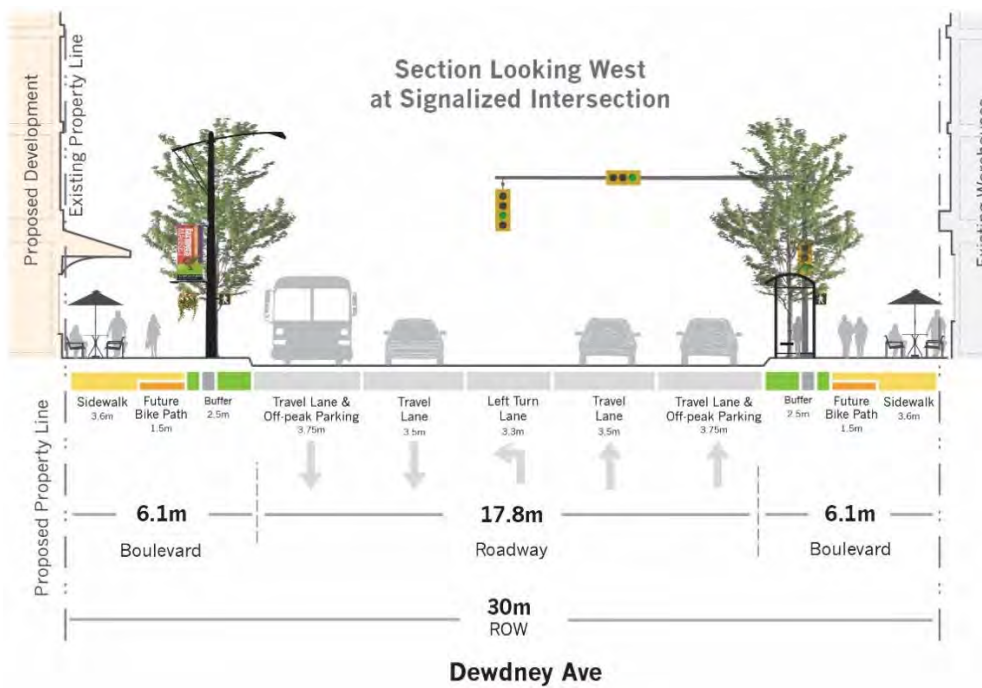 Section Looking West
at Signalized Intersection
Proposed Development
Existing Property Line
Existing Warehouses
Sidewalk
3.6m
Future
Bike Path
1.5m
Buffer
2.5m
Travel Lane &
Off-peak Parking
3.75m
Travel
Lane
3.5m
Left Turn
Lane
3.3m
Travel
Lane
3.5m
Travel Lane &
Off-peak Parking
3.75m
Buffer
2.5m
Future
Bike Path
1.5m
Sidewalk
3.6m
Proposed Property Line
6.1m
Boulevard
17.8m
Roadway
6.1m
Boulevard
30m
ROW
Dewdney Ave